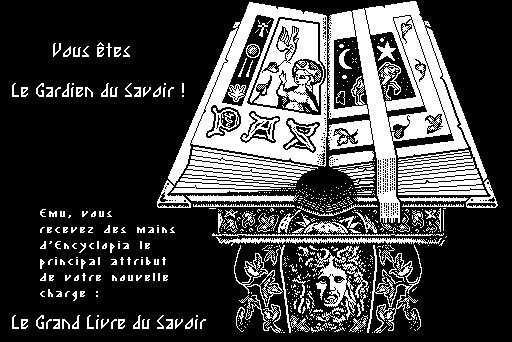 Vous êtes
Le Gardien du Savoir !
PAS
Emu, vous
recevez des mains
d'Encyclopia le
principal attribut
de votre nouvelle
charge :
Le Grand Livre du Savoir